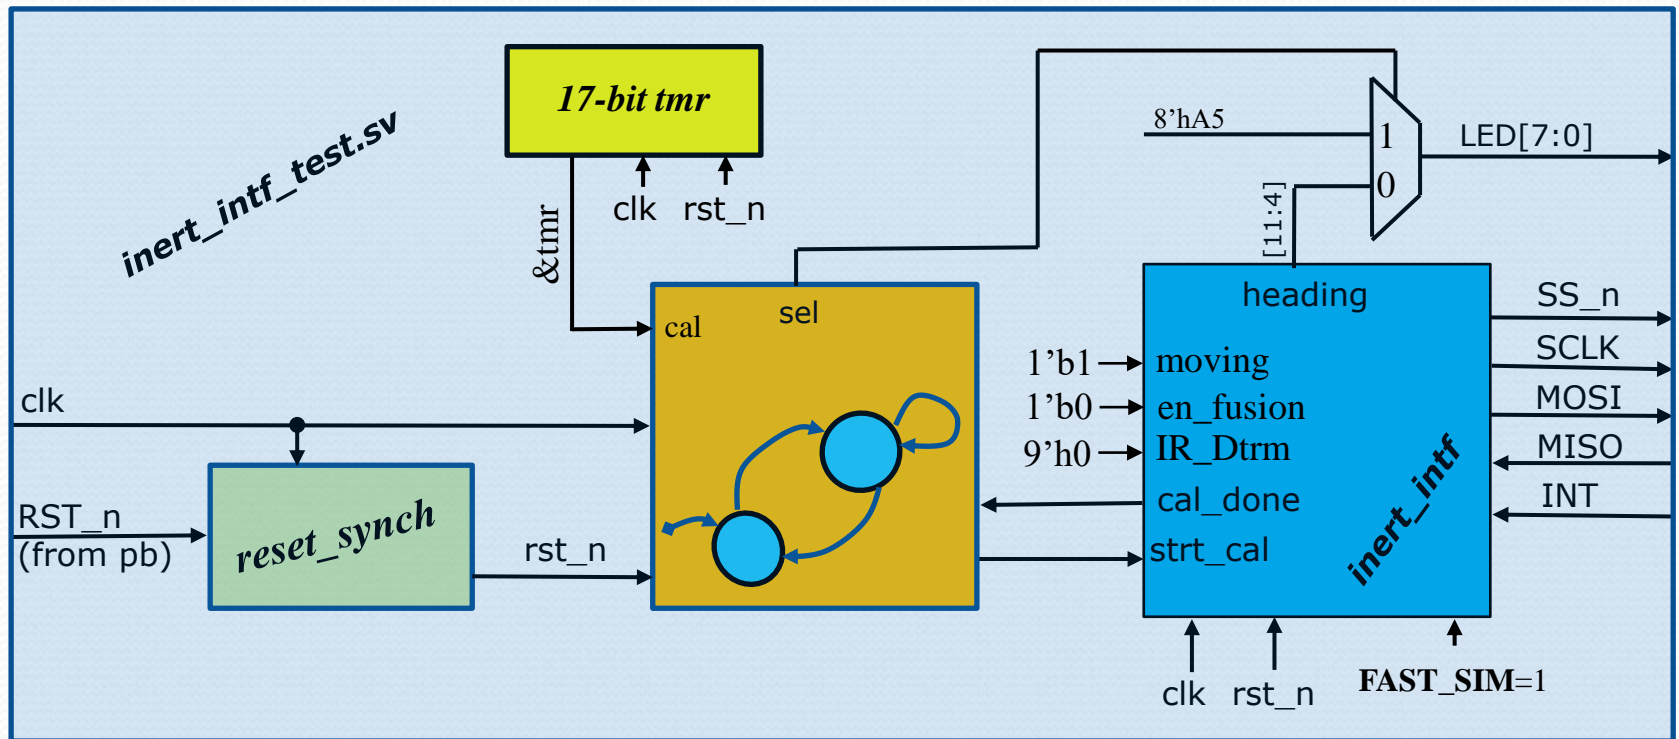 inert_intf_test.sv
17-bit tmr
clk
rst_n
&tmr
8'hA5
1
0
LED[7:0]
[11:4]
sel
cal
heading
1'b1
moving
1'b0
en_fusion
9'h0
IR_Dtrm
cal_done
strt_cal
inert_intf
SS_n
SCLK
MOSI
MISO
INT
clk
RST_n
(from pb)
reset_synch
rst_n
clk
rst_n
FAST_SIM=1